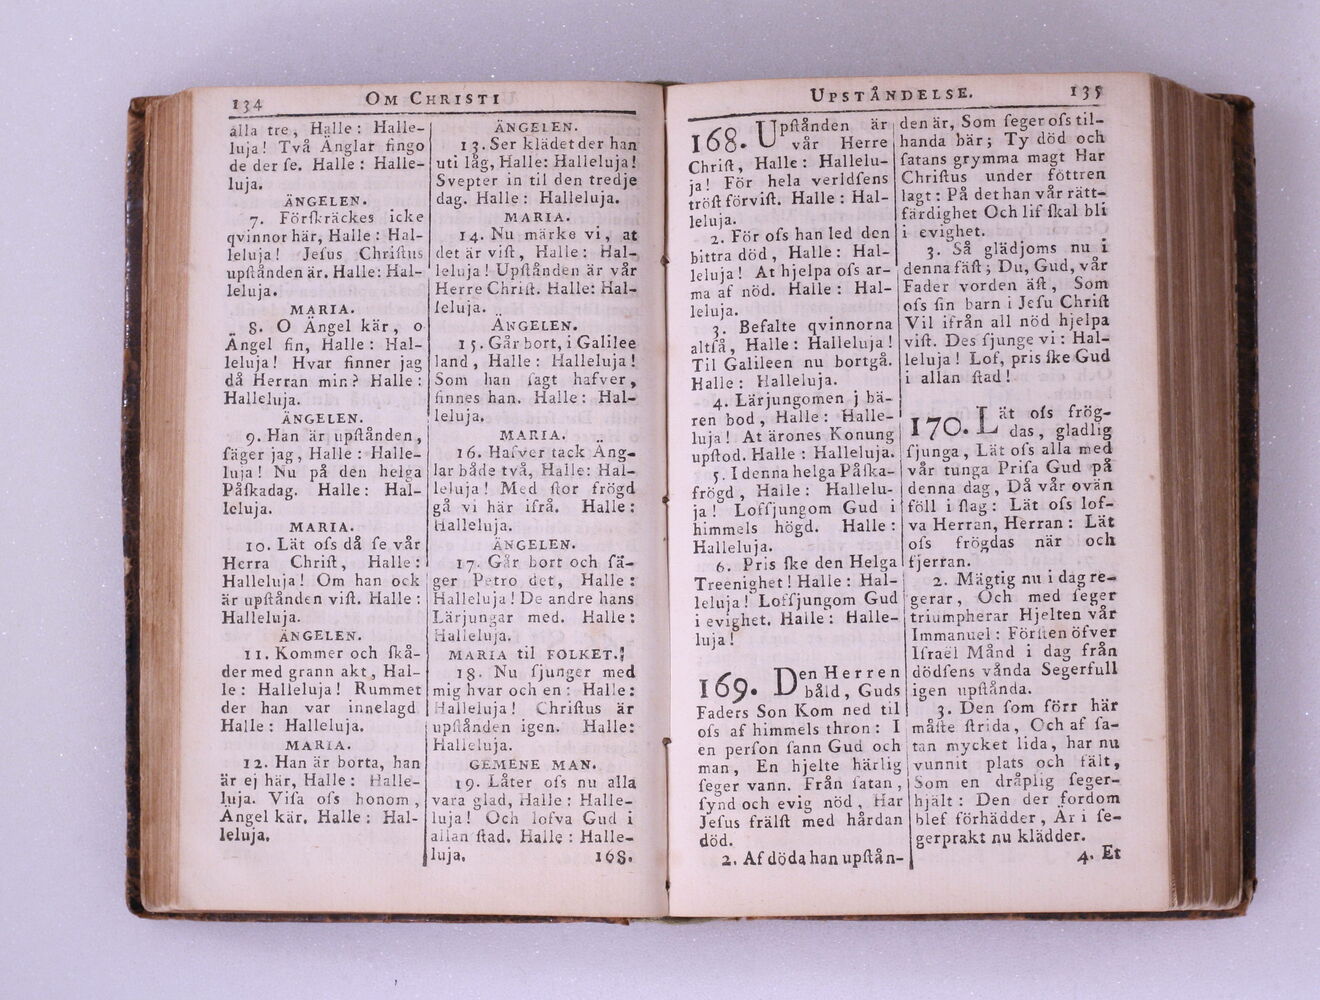 134
OM CHRISTI
alla tre, Halle: Halle-
luja! Två Änglar fingo
de der se. Halle: Halle-
luja.
ÄNGELEN.
7. Förſkräckes icke
qvinnor här, Halle: Hal-
leluja! Jeſus Chriſtus
upſtånden är. Halle: Hal-
leluja.
MARIA.
8. O Ängel kär, o
Ängel fin, Halle: Hal-
leluja! Hvar finner jag
då Herran min? Halle:
Halleluja.
ÄNGELEN.
9. Han är upſtånden,
ſäger jag, Halle: Halle-
luja! Nu på den helga
Påſkadag. Halle: Hal-
leluja.
MARIA.
10. Lät oſs då ſe vår
Herra Chriſt, Halle:
Halleluja! Om han ock
är upſtånden viſt. Halle:
Halleluja.
ÄNGELEN.
11. Kommer och ſkå-
der med grann akt, Hal-
le: Halleluja! Rummet
der han var innelagd
Halle: Halleluja.
MARIA.
12. Han är borta, han
är ej här, Halle: Halle-
luja. Viſa oſs honom,
Ängel kär, Halle: Hal-
leluja.
ÄNGELEN.
13. Ser klädet der han
uti låg, Halle: Halleluja!
Svepter in til den tredje
dag. Halle: Halleluja.
MARIA.
14. Nu märke vi, at
det är viſt, Halle: Hal-
leluja! Upſtånden är vår
Herre Chriſt. Halle: Hal-
leluja.
ÄNGELEN.
15. Går bort, i Galilee
land, Halle: Halleluja!
Som han ſagt hafver,
finnes han. Halle: Hal-
leluja.
MARIA.
16. Hafver tack Äng-
lar både två, Halle: Hal-
leluja! Med ſtor frögd
gå vi här ifrå. Halle:
Halleluja.
ÄNGELEN.
17. Går bort och ſä-
ger Petro det, Halle:
Halleluja! De andre hans
Lärjungar med. Halle:
Halleluja.
MARIA til FOLKET.
18. Nu ſjunger med
mig hvar och en: Halle:
Halleluja! Chriſtus är
upſtånden igen. Halle:
Halleluja.
GEMENE MAN.
19. Låter oſs nu alla
vara glad, Halle: Halle-
luja! Och lofva Gud i
allan ſtad. Halle: Halle-
luja.
168.
UPSTÅNDELSE.
135
168. Upſtånden är
vår Herre
Chriſt, Halle: Hallelu-
ja! För hela verldſens
tröſt förviſt. Halle: Hal-
leluja.
2. För oſs han led den
bittra död, Halle: Hal-
leluja! At hjelpa oſs ar-
ma af nöd. Halle: Hal-
leluja.
3. Befalte qvinnorna
altſå, Halle: Halleluja!
Til Galileen nu bortgå.
Halle: Halleluja.
4. Lärjungomen j bä-
ren bod, Halle: Halle-
luja! At ärones Konung
upſtod. Halle: Halleluja.
5. I denna helga Påſka-
frögd, Halle: Hallelu-
ja! Loffjungom Gud i
himmels högd. Halle:
Halleluja.
6. Pris ſke den Helga
Treenighet! Halle: Hal-
leluja! Loffjungom Gud
i evighet. Halle: Halle-
luja!
169. Den Herren
båld, Guds
Faders Son Kom ned til
oſs af himmels thron: I
en perſon ſann Gud och
man, En hjelte härlig
ſeger vann. Från ſatan,
ſynd och evig nöd, Har
Jeſus frälſt med hårdan
död.
2. Af döda han upſtån-
den är, Som ſeger oſs til-
handa bär; Ty död och
ſatans grymma magt Har
Chriſtus under föttren
lagt: På det han vår rätt-
färdighet Och lif ſkal bli
i evighet.
3. Så glädjoms nu i
denna fäſt; Du, Gud, vår
Fader vorden äſt, Som
oſs ſin barn i Jeſu Chriſt
Vil ifrån all nöd hjelpa
viſt. Des ſjunge vi: Hal-
leluja! Lof, pris ſke Gud
i allan ſtad!
170. Lät oſs frög-
das, gladlig
ſjunga, Lät oſs alla med
vår tunga Priſa Gud på
denna dag, Då vår ovän
föll i ſlag: Lät oſs lof-
va Herran, Herran: Lät
oſs frögdas när och
fjerran.
2. Mägtig nu i dag re-
gerar, Och med ſeger
triumpherar Hjelten vår
Immanuel: Förſten öfver
Iſraël Månd i dag från
dödſens vånda Segerfull
igen upſtånda.
3. Den ſom förr här
måſte ſtrida, Och af ſa-
tan mycket lida, har nu
vunnit plats och fält,
Som en dråplig ſeger-
hjält: Den der fordom
blef förhädder, Är i ſe-
gerprakt nu klädder.
4. Et